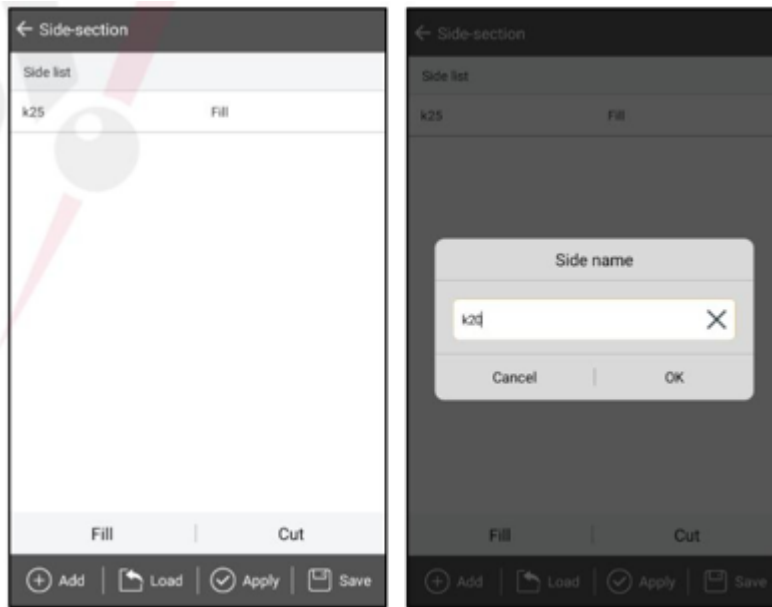 Side-section
Side list
k25 Fill
Fill Cut
Add Load Apply Save
Side-section
Side list
k25 Fill
Side name
k20
Cancel OK
Fill Cut
Add Load Apply Save